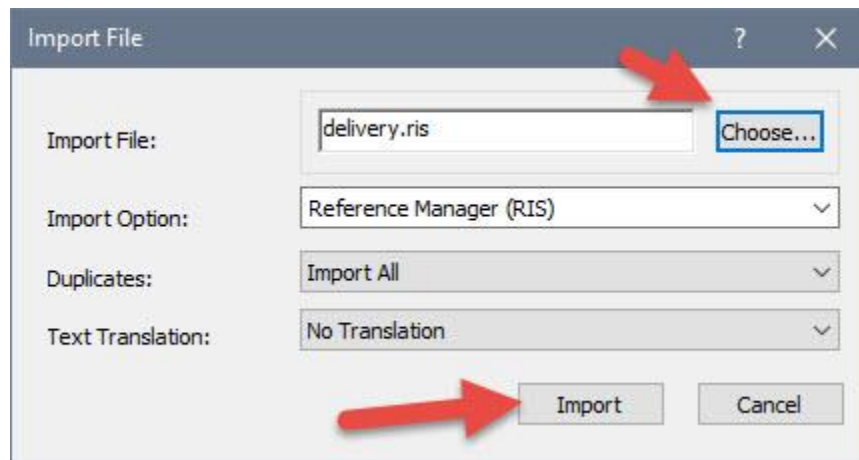 Import File ?
Import File: delivery.ris Choose...
Import Option: Reference Manager (RIS)
Duplicates: Import All
Text Translation: No Translation
Import Cancel